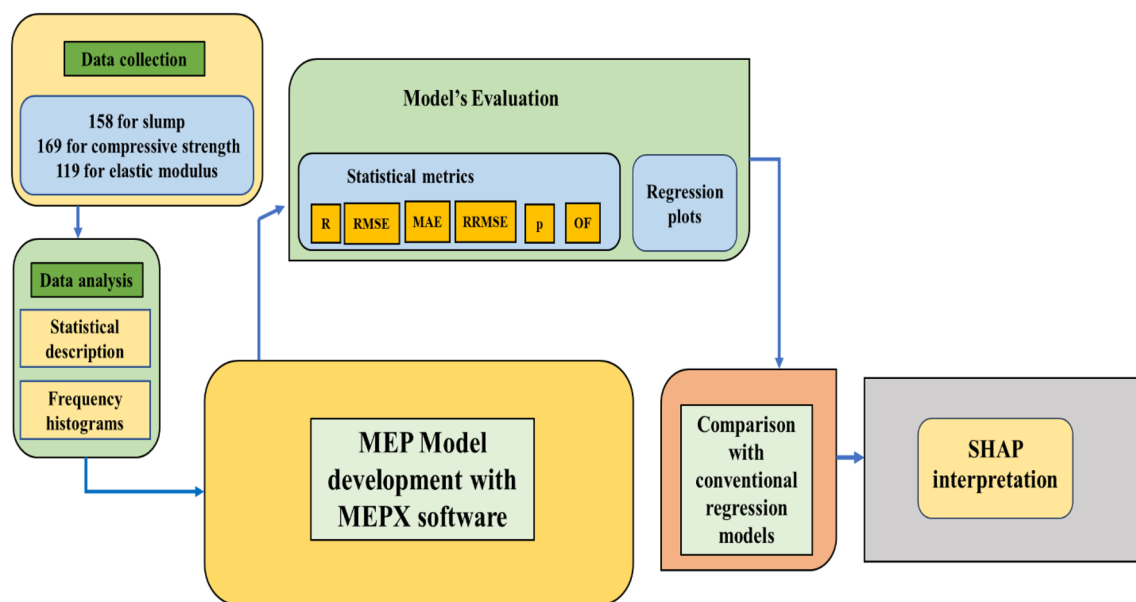 Data collection
158 for slump
169 for compressive strength
119 for elastic modulus
Data analysis
Statistical
description
Frequency
histograms
MEP Model
development with
MEPX software
Model's Evaluation
Statistical metrics
R RMSE MAE RRMSE p OF
Regression
plots
Comparison
with
conventional
regression
models
SHAP
interpretation